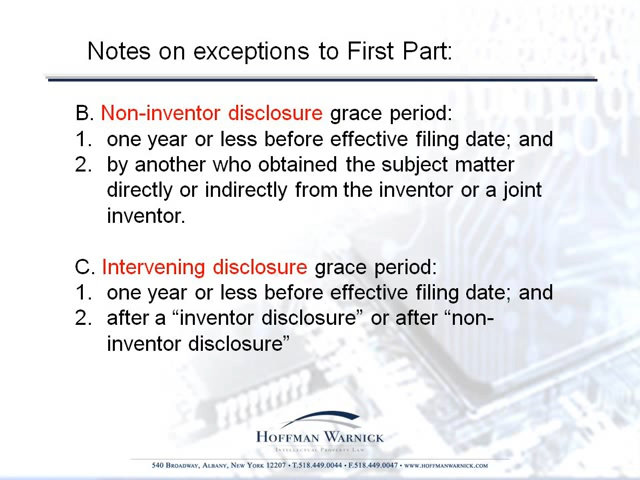 Notes on exceptions to First Part:
B. Non-inventor disclosure grace period:
1. one year or less before effective filing date; and
2. by another who obtained the subject matter
directly or indirectly from the inventor or a joint
inventor.
C. Intervening disclosure grace period:
1. one year or less before effective filing date; and
2. after a “inventor disclosure” or after “non-
inventor disclosure”
HOFFMAN WARNICK
INTELLECTUAL PROPERTY LAW
540 BROADWAY, ALBANY, NEW YORK 12207 • T.518.449.0044 • F.518.449.0047 • WWW.HOFFMANWARNICK.COM